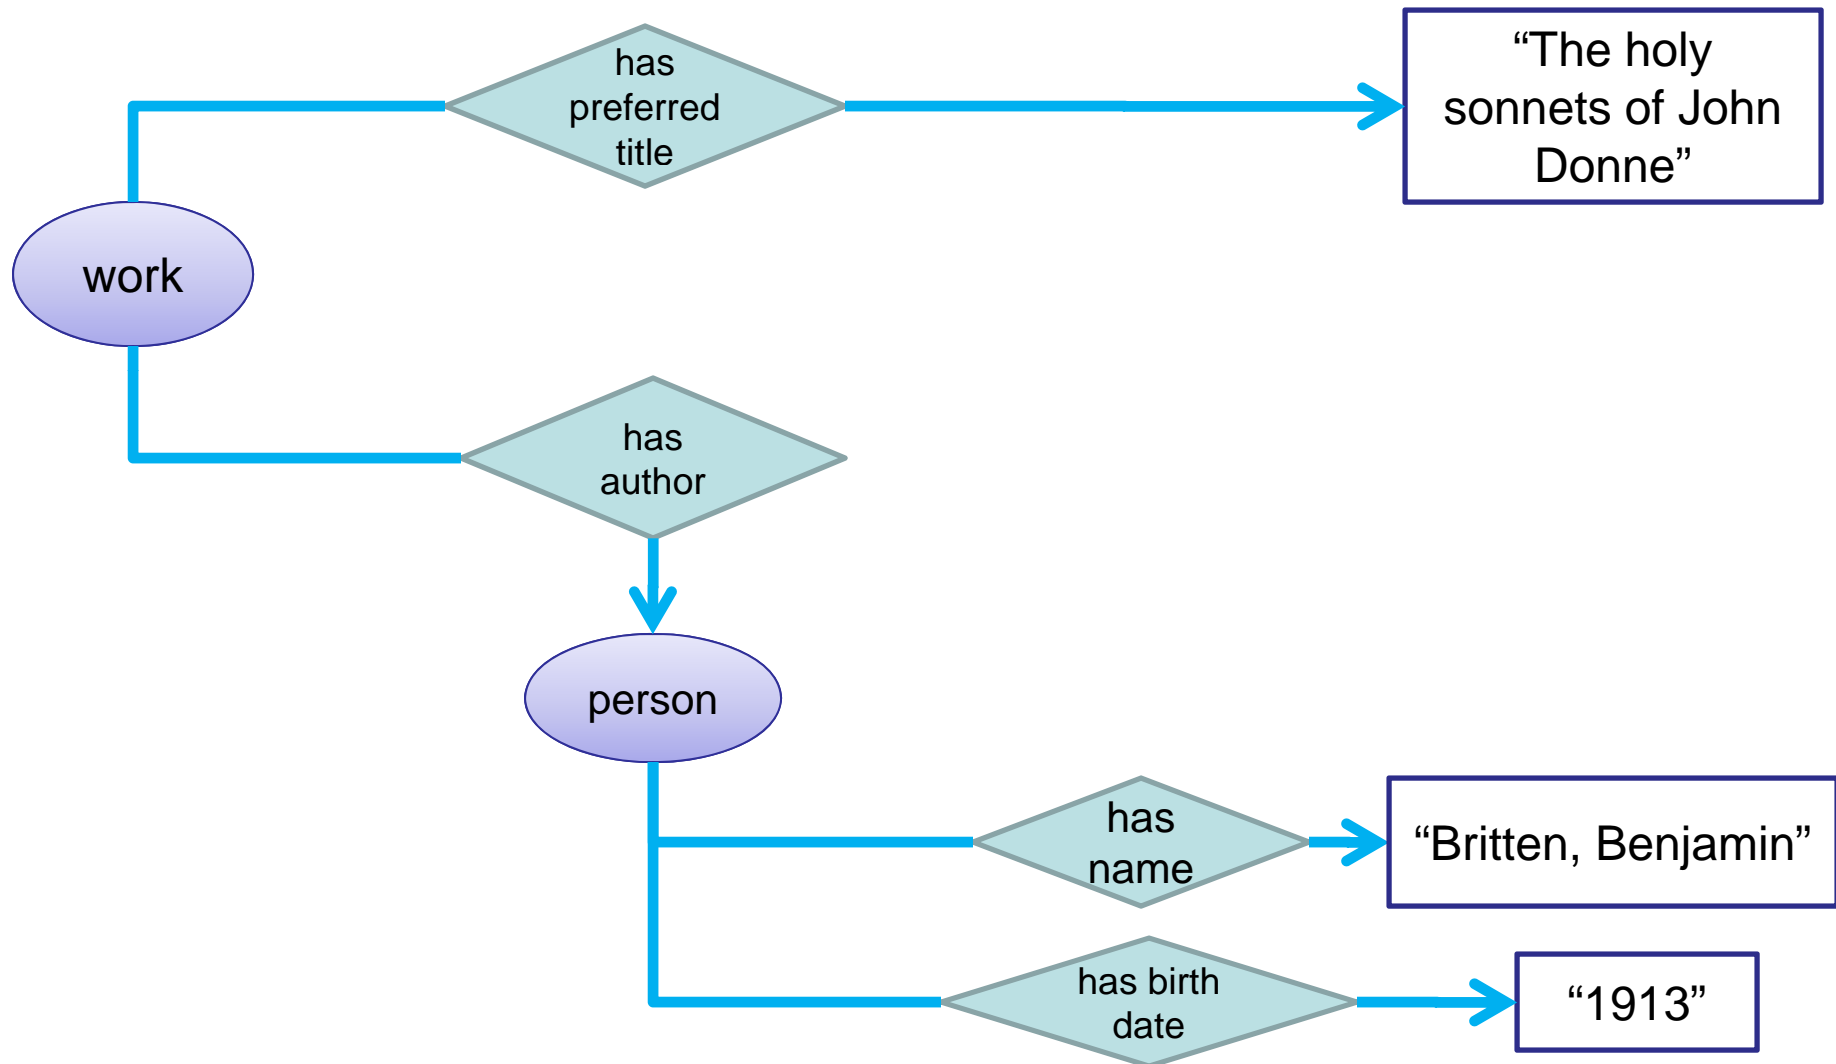 has
preferred
title
“The holy
sonnets of John
Donne”
work
has
author
person
has
name
“Britten, Benjamin”
has birth
date
“1913”